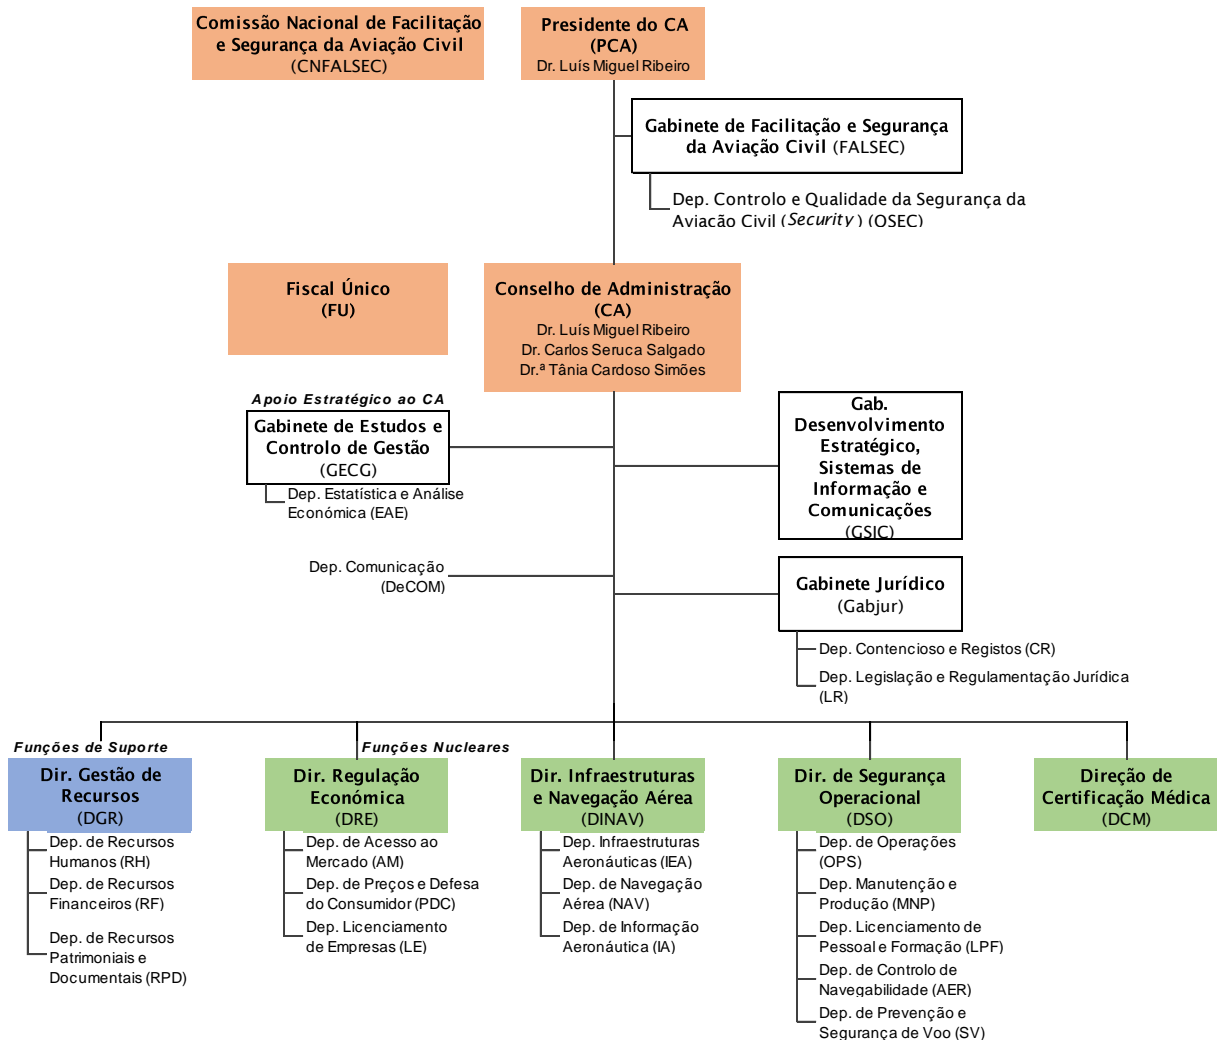 Comissão Nacional de Facilitação
e Segurança da Aviação Civil
(CNFALSEC)
Presidente do CA
(PCA)
Dr. Luís Miguel Ribeiro
Gabinete de Facilitação e Segurança
da Aviação Civil (FALSEC)
Dep. Controlo e Qualidade da Segurança da
Aviação Civil (Security) (QSEC)
Fiscal Único
(FU)
Conselho de Administração
(CA)
Dr. Luís Miguel Ribeiro
Dr. Carlos Seruca Salgado
Dr.ª Tânia Cardoso Simões
Apoio Estratégico ao CA
Gabinete de Estudos e
Controlo de Gestão
(GECG)
Dep. Estatística e Análise
Económica (EAE)
Gab.
Desenvolvimento
Estratégico,
Sistemas de
Informação e
Comunicações
(GSIC)
Dep. Comunicação
(DeCOM)
Gabinete Jurídico
(Gabjur)
Dep. Contencioso e Registos (CR)
Dep. Legislação e Regulamentação Jurídica
(LR)
Funções de Suporte
Funções Nucleares
Dir. Gestão de
Recursos
(DGR)
Dep. de Recursos
Humanos (RH)
Dep. de Recursos
Financeiros (RF)
Dep. de Recursos
Patrimoniais e
Documentais (RPD)
Dir. Regulação
Económica
(DRE)
Dep. de Acesso ao
Mercado (AM)
Dep. de Preços e Defesa
do Consumidor (PDC)
Dep. Licenciamento
de Empresas (LE)
Dir. Infraestruturas
e Navegação Aérea
(DINAV)
Dep. Infraestruturas
Aeronáuticas (IEA)
Dep. de Navegação
Aérea (NAV)
Dep. de Informação
Aeronáutica (IA)
Dir. de Segurança
Operacional
(DSO)
Dep. de Operações
(OPS)
Dep. Manutenção e
Produção (MNP)
Dep. Licenciamento de
Pessoal e Formação (LPF)
Dep. de Controlo de
Navegabilidade (AER)
Dep. de Prevenção e
Segurança de Voo (SV)
Direção de
Certificação Médica
(DCM)